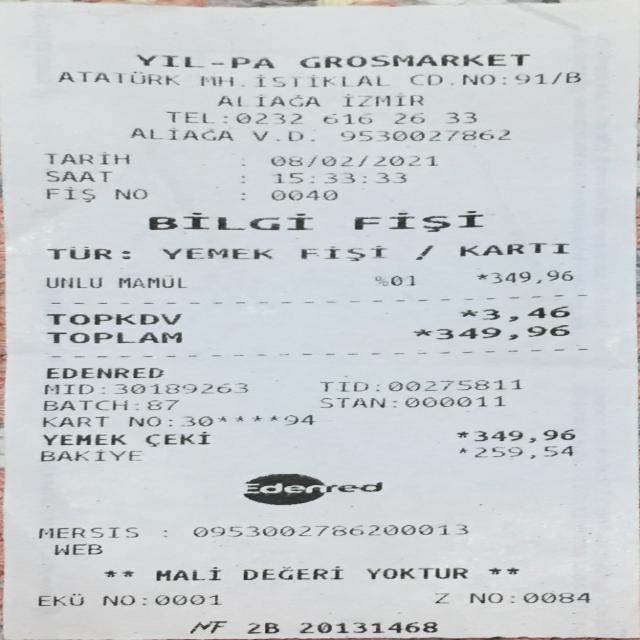 YIL-PA GROSMARKET
ATATÜRK MH.İSTİKLAL CD.NO:91/B
ALİAĞA İZMİR
TEL:0232 616 26 33
ALİAĞA V.D. 9530027862
TARİH : 08/02/2021
SAAT : 15:33:33
FİŞ NO : 0040
BİLGİ FİŞİ
TÜR: YEMEK FİŞİ / KARTI
UNLU MAMÜL %01 *349,96
TOPKDV *3,46
TOPLAM *349,96
EDENRED
MID:30189263 TID:00275811
BATCH:87 STAN:000011
KART NO:30****94
YEMEK ÇEKİ *349,96
BAKİYE *259,54
Edenred
MERSIS : 0953002786200013
WEB
** MALİ DEĞERİ YOKTUR **
EKÜ NO:0001 Z NO:0084
MF 2B 20131468